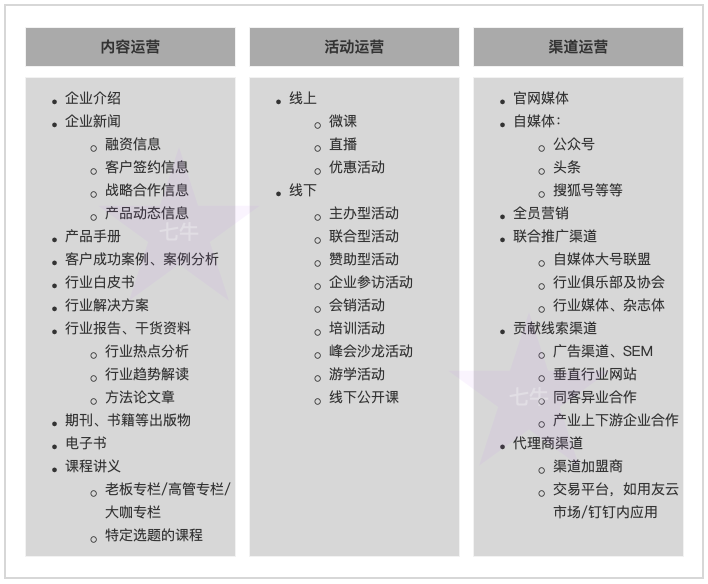 内容运营
企业介绍
企业新闻
融资信息
客户签约信息
战略合作信息
产品动态信息
产品手册
客户成功案例、案例分析
行业白皮书
行业解决方案
行业报告、干货资料
行业热点分析
行业趋势解读
方法论文章
期刊、书籍等出版物
电子书
课程讲义
老板专栏/高管专栏/
大咖专栏
特定选题的课程
活动运营
线上
微课
直播
优惠活动
线下
主办型活动
联合型活动
赞助型活动
企业参访活动
会销活动
培训活动
峰会沙龙活动
游学活动
线下公开课
渠道运营
官网媒体
自媒体：
公众号
头条
搜狐号等等
全员营销
联合推广渠道
自媒体大号联盟
行业俱乐部及协会
行业媒体、杂志体
贡献线索渠道
广告渠道、SEM
垂直行业网站
同客异业合作
产业上下游企业合作
代理商渠道
渠道加盟商
交易平台，如用友云
市场/钉钉内应用
七牛
七牛